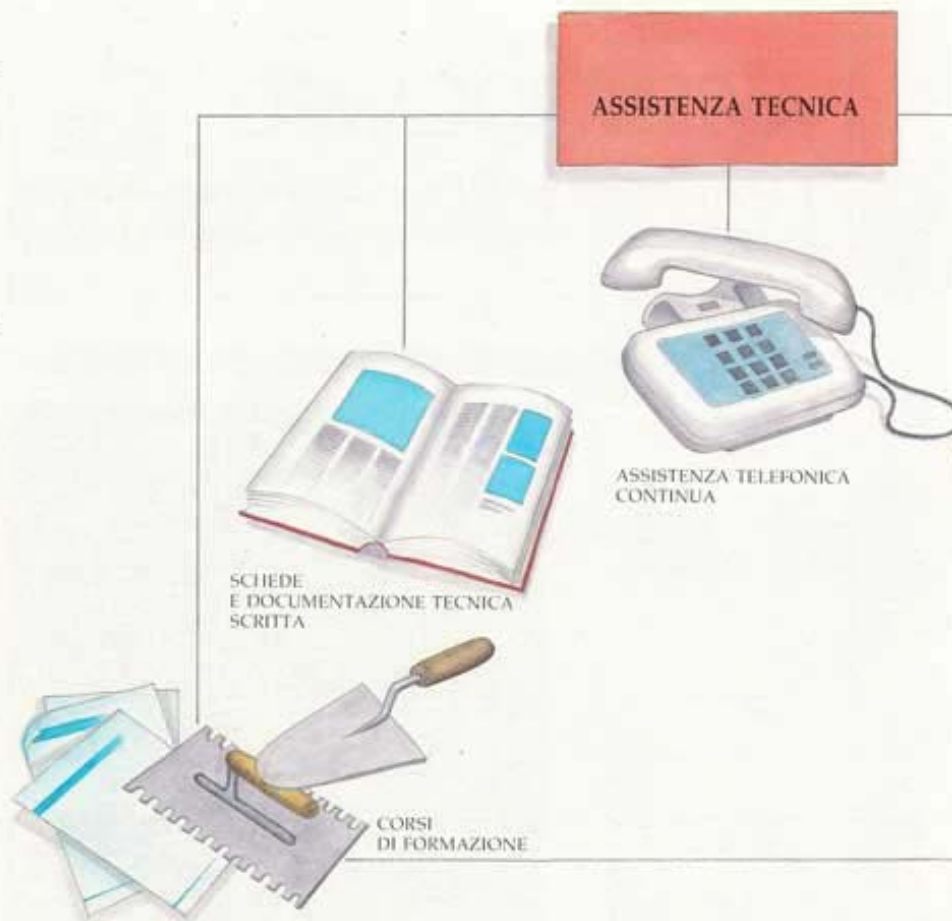 ASSISTENZA TECNICA
ASSISTENZA TELEFONICA
CONTINUA
SCHEDE
E DOCUMENTAZIONE TECNICA
SCRITTA
CORSI
DI FORMAZIONE